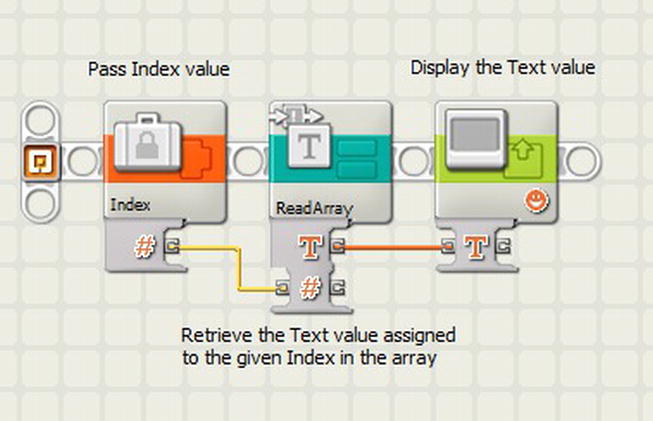 Pass Index value
Display the Text value
T
Index
ReadArray
# T T
#
Retrieve the Text value assigned
to the given Index in the array